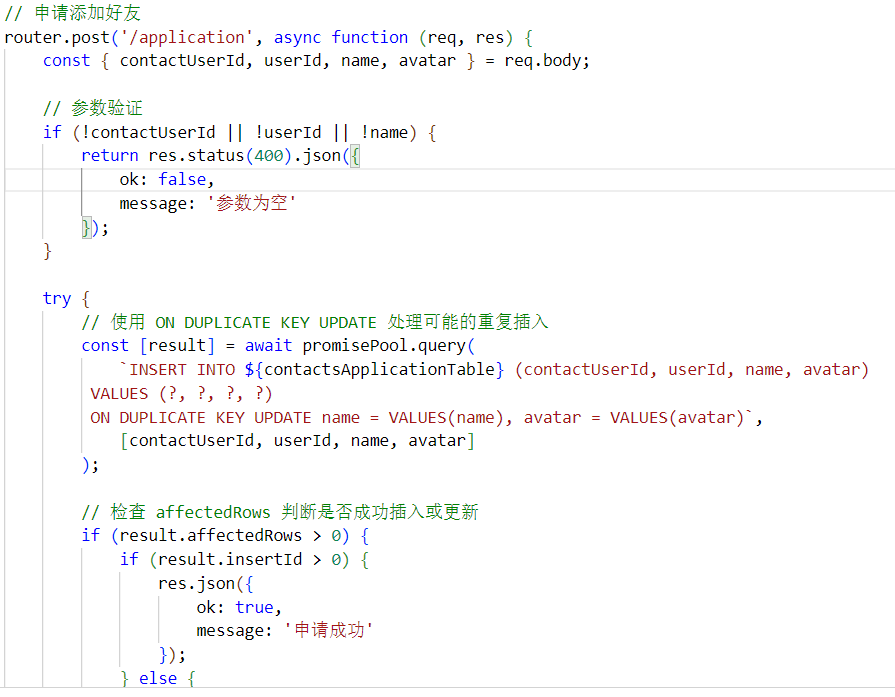 // 申请添加好友
router.post('/application', async function (req, res) {
const { contactUserId, userId, name, avatar } = req.body;
// 参数验证
if (!contactUserId || !userId || !name) {
return res.status(400).json({
ok: false,
message: '参数为空'
});
}
try {
// 使用 ON DUPLICATE KEY UPDATE 处理可能的重复插入
const [result] = await promisePool.query(
`INSERT INTO ${contactsApplicationTable} (contactUserId, userId, name, avatar)
VALUES (?, ?, ?, ?)
ON DUPLICATE KEY UPDATE name = VALUES(name), avatar = VALUES(avatar)`,
[contactUserId, userId, name, avatar]
);
// 检查 affectedRows 判断是否成功插入或更新
if (result.affectedRows > 0) {
if (result.insertId > 0) {
res.json({
ok: true,
message: '申请成功'
});
} else {